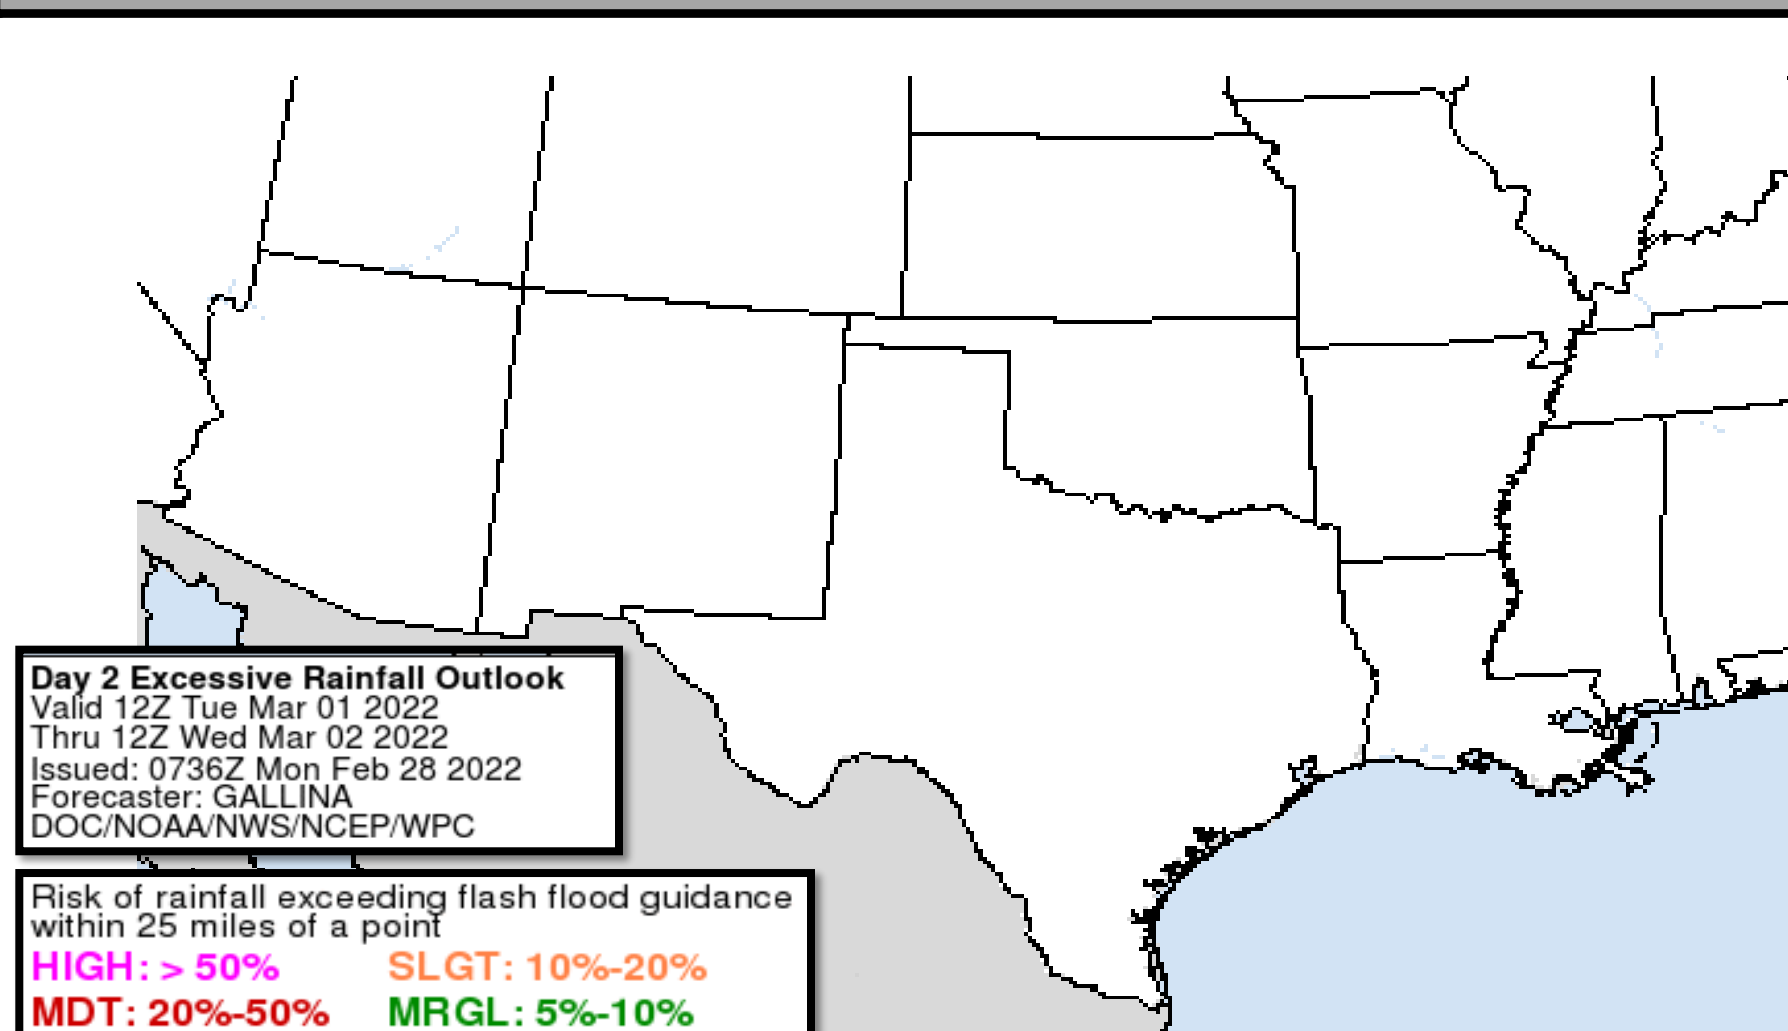 Day 2 Excessive Rainfall Outlook
Valid 12Z Tue Mar 01 2022
Thru 12Z Wed Mar 02 2022
Issued: 0736Z Mon Feb 28 2022
Forecaster: GALLINA
DOC/NOAA/NWS/NCEP/WPC
Risk of rainfall exceeding flash flood guidance
within 25 miles of a point
HIGH: > 50% SLGT: 10%-20%
MDT: 20%-50% MRGL: 5%-10%